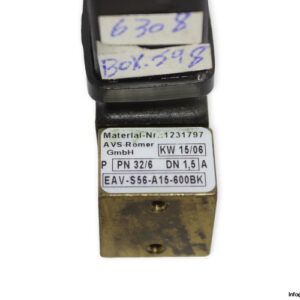 6308
BOX.598
Material-Nr.:1231797
AVS-Römer
GmbH
KW 15/06
P PN 32/6 DN 1,5 A
EAV-S56-A15-600BK